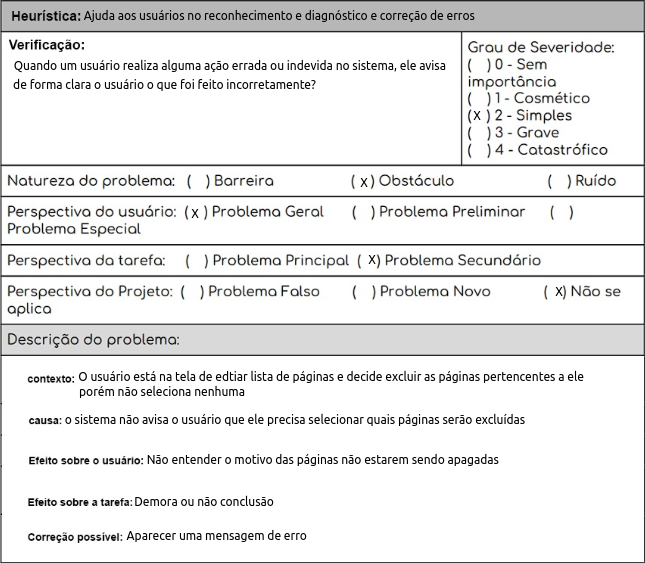 Heurística: Ajuda aos usuários no reconhecimento e diagnóstico e correção de erros
Verificação:
Quando um usuário realiza alguma ação errada ou indevida no sistema, ele avisa
de forma clara o usuário o que foi feito incorretamente?
Grau de Severidade:
( ) 0 - Sem
importância
( ) 1 - Cosmético
(x) 2 - Simples
( ) 3 - Grave
( ) 4 - Catastrófico
Natureza do problema: ( ) Barreira ( x ) Obstáculo ( ) Ruído
Perspectiva do usuário: ( x ) Problema Geral ( ) Problema Preliminar ( )
Problema Especial
Perspectiva da tarefa: ( ) Problema Principal ( x) Problema Secundário
Perspectiva do Projeto: ( ) Problema Falso ( ) Problema Novo ( x) Não se
aplica
Descrição do problema:
contexto: O usuário está na tela de edtiar lista de páginas e decide excluir as páginas pertencentes a ele
porém não seleciona nenhuma
causa: o sistema não avisa o usuário que ele precisa selecionar quais páginas serão excluídas
Efeito sobre o usuário: Não entender o motivo das páginas não estarem sendo apagadas
Efeito sobre a tarefa: Demora ou não conclusão
Correção possível: Aparecer uma mensagem de erro